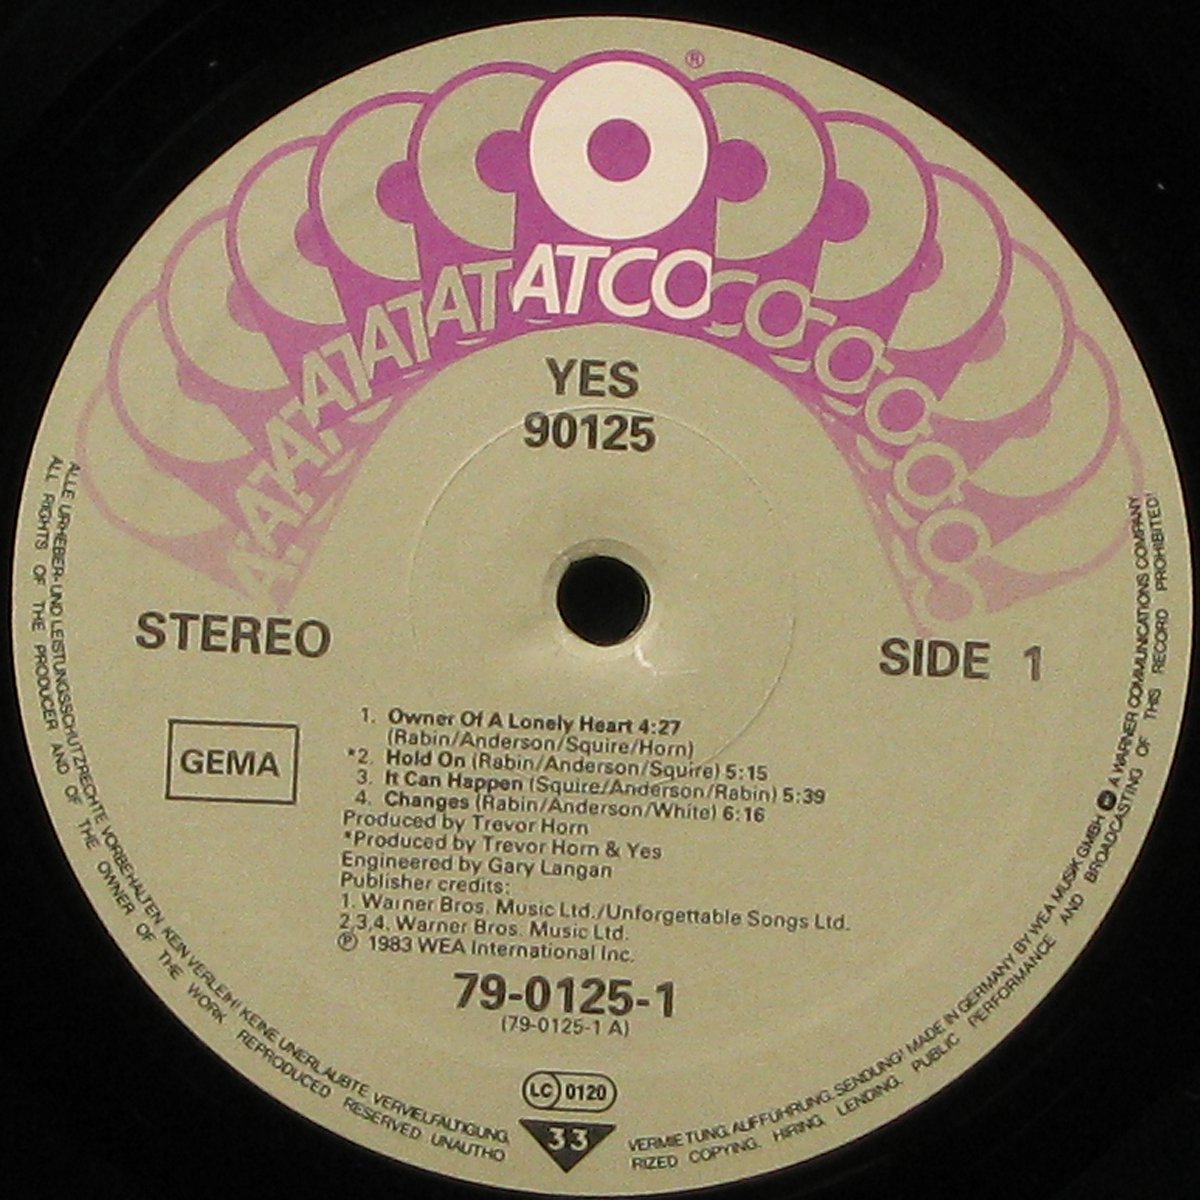 ®
ATATATATATATCOCOCOCOCOCO
YES
90125
STEREO
SIDE 1
GEMA
1. Owner Of A Lonely Heart 4:27
(Rabin/Anderson/Squire/Horn)
*2. Hold On (Rabin/Anderson/Squire) 5:15
3. It Can Happen (Squire/Anderson/Rabin) 5:39
4. Changes (Rabin/Anderson/White) 6:16
Produced by Trevor Horn
*Produced by Trevor Horn & Yes
Engineered by Gary Langan
Publisher credits:
1. Warner Bros. Music Ltd./Unforgettable Songs Ltd.
2,3,4. Warner Bros. Music Ltd.
℗ 1983 WEA International Inc.
79-0125-1
(79-0125-1 A)
LC 0120
33
ALLE URHEBER- UND LEISTUNGSSCHUTZRECHTE VORBEHALTEN KEIN VERLEIH! KEINE UNERLAUBTE VERVIELFÄLTIGUNG, VERMIETUNG, AUFFÜHRUNG, SENDUNG! MADE IN GERMANY BY WEA MUSIK GMBH A WARNER COMMUNICATIONS COMPANY
ALL RIGHTS OF THE PRODUCER AND OF THE OWNER OF THE WORK REPRODUCED RESERVED UNAUTHORIZED COPYING, HIRING, LENDING, PUBLIC PERFORMANCE AND BROADCASTING OF THIS RECORD PROHIBITED!